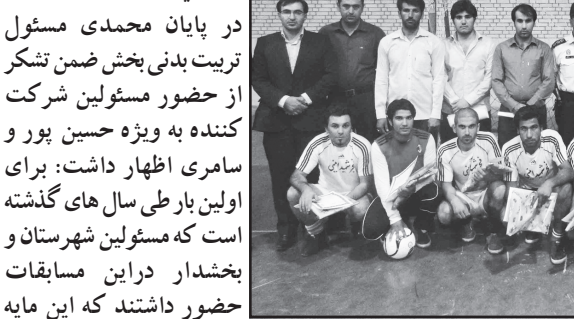 در پایان محمدی مسئول
تربیت بدنی بخش ضمن تشکر
از حضور مسئولین شرکت
کننده به ویژه حسین پور و
سامری اظهار داشت: برای
اولین بار طی سال های گذشته
است که مسئولین شهرستان و
بخشدار دراین مسابقات
حضور داشتند که این مایه